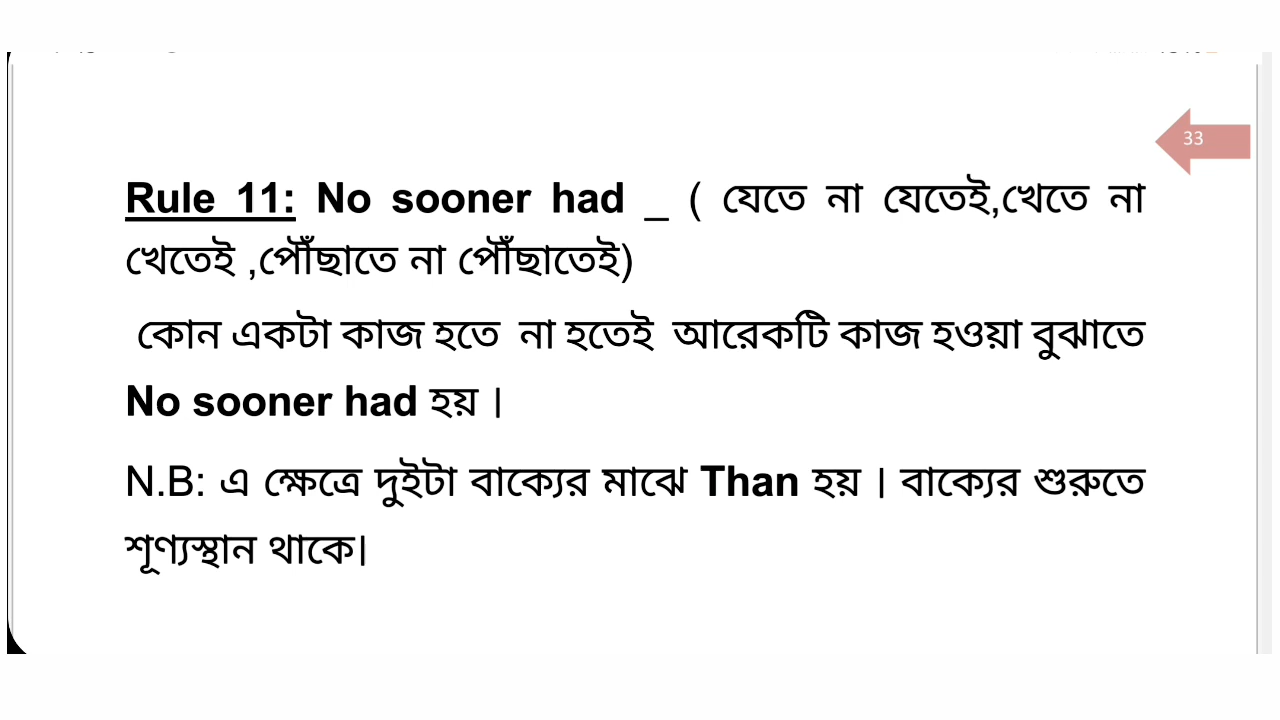 33
Rule 11: No sooner had _ ( যেতে না যেতেই,খেতে না
খেতেই ,পৌঁছাতে না পৌঁছাতেই)
কোন একটা কাজ হতে না হতেই আরেকটি কাজ হওয়া বুঝাতে
No sooner had হয় ।
N.B: এ ক্ষেত্রে দুইটা বাক্যের মাঝে Than হয় । বাক্যের শুরুতে
শূণ্যস্থান থাকে।